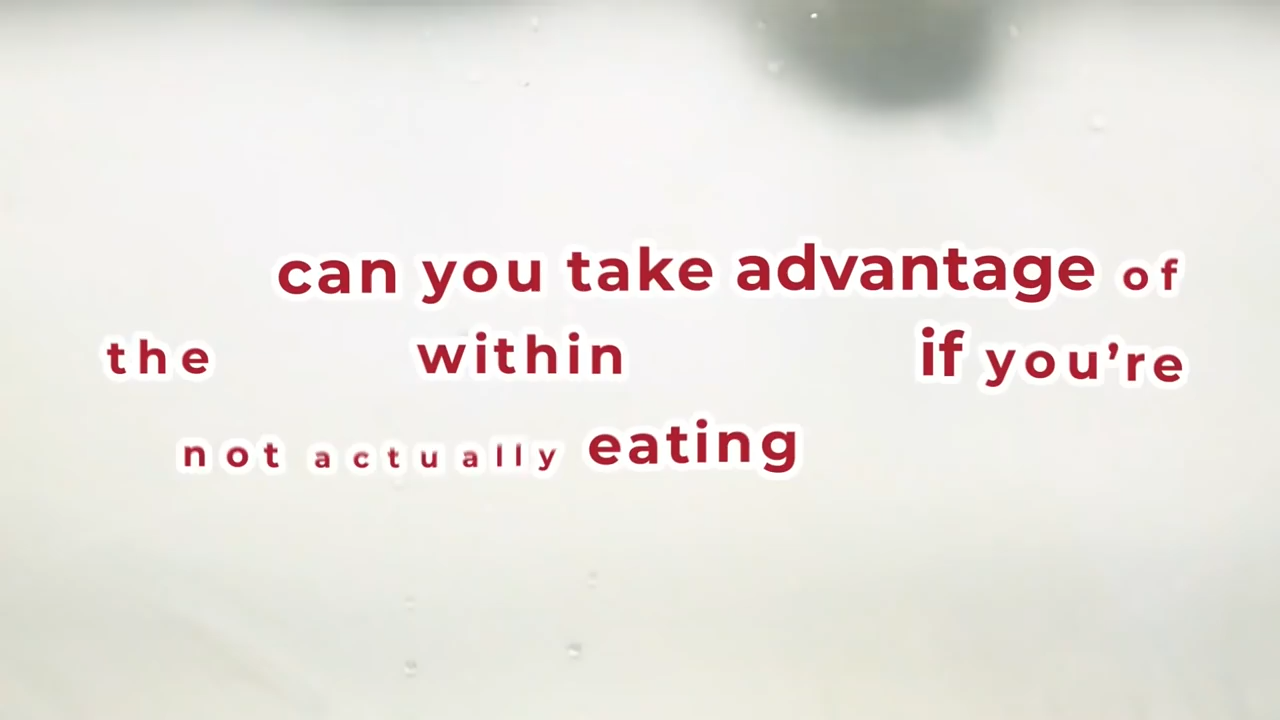 can you take advantage of
the within if you’re
not actually eating